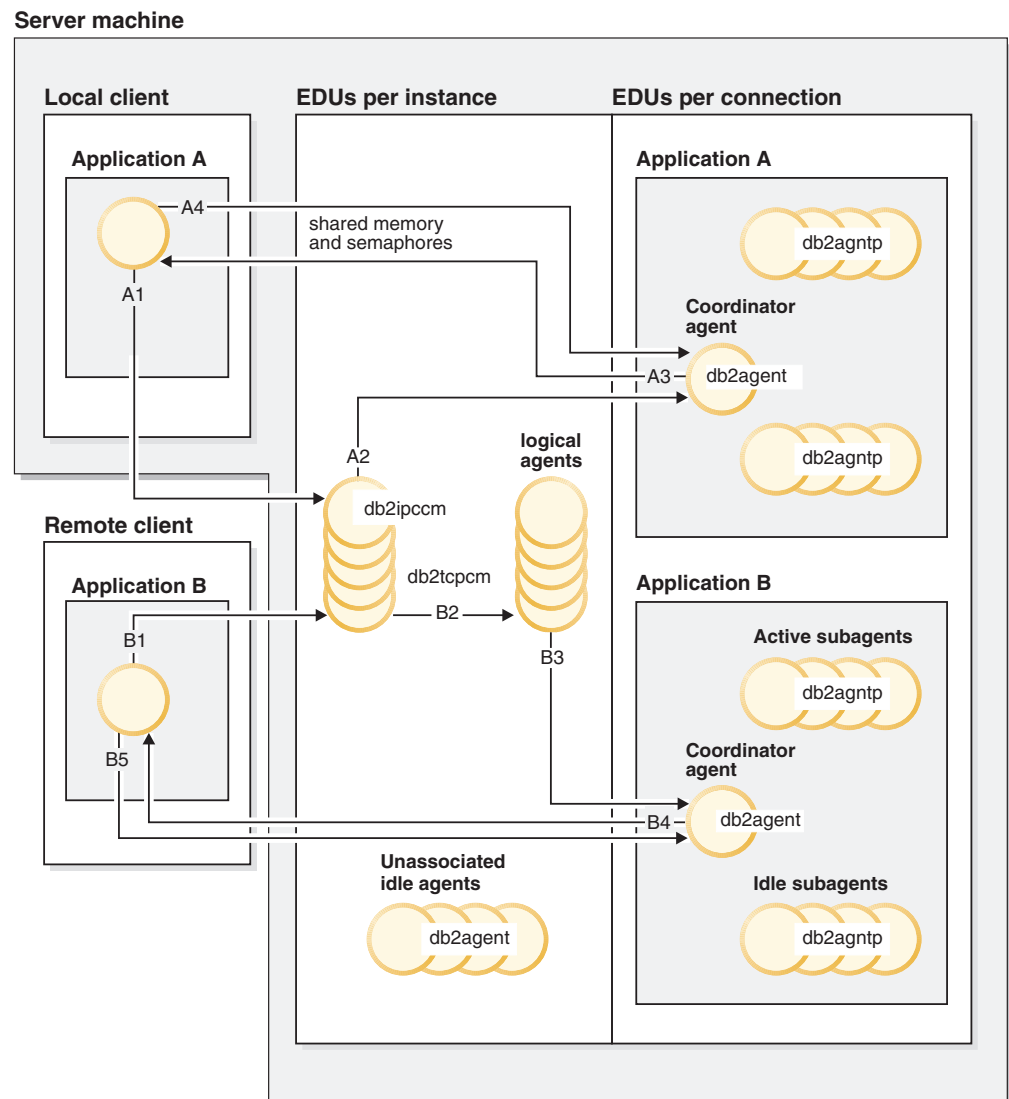 Server machine
Local client
EDUs per instance
EDUs per connection
Application A
Application A
A4
shared memory
and semaphores
db2agntp
A1
Coordinator
agent
A3
db2agent
A2
logical
agents
db2agntp
db2ipccm
Remote client
db2tcpcm
Application B
Application B
B2
B1
B3
Active subagents
db2agntp
B5
Coordinator
agent
B4
db2agent
Unassociated
idle agents
Idle subagents
db2agent
db2agntp